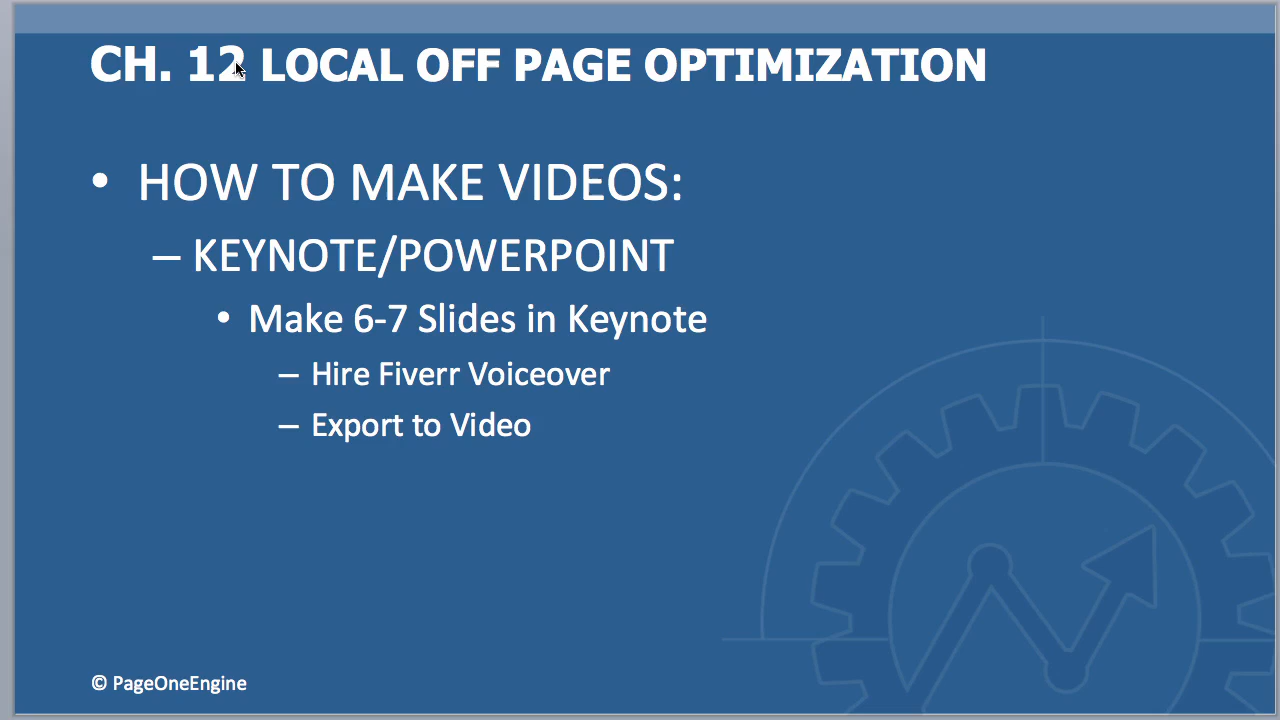 CH. 12 LOCAL OFF PAGE OPTIMIZATION
• HOW TO MAKE VIDEOS:
– KEYNOTE/POWERPOINT
• Make 6-7 Slides in Keynote
– Hire Fiverr Voiceover
– Export to Video
© PageOneEngine